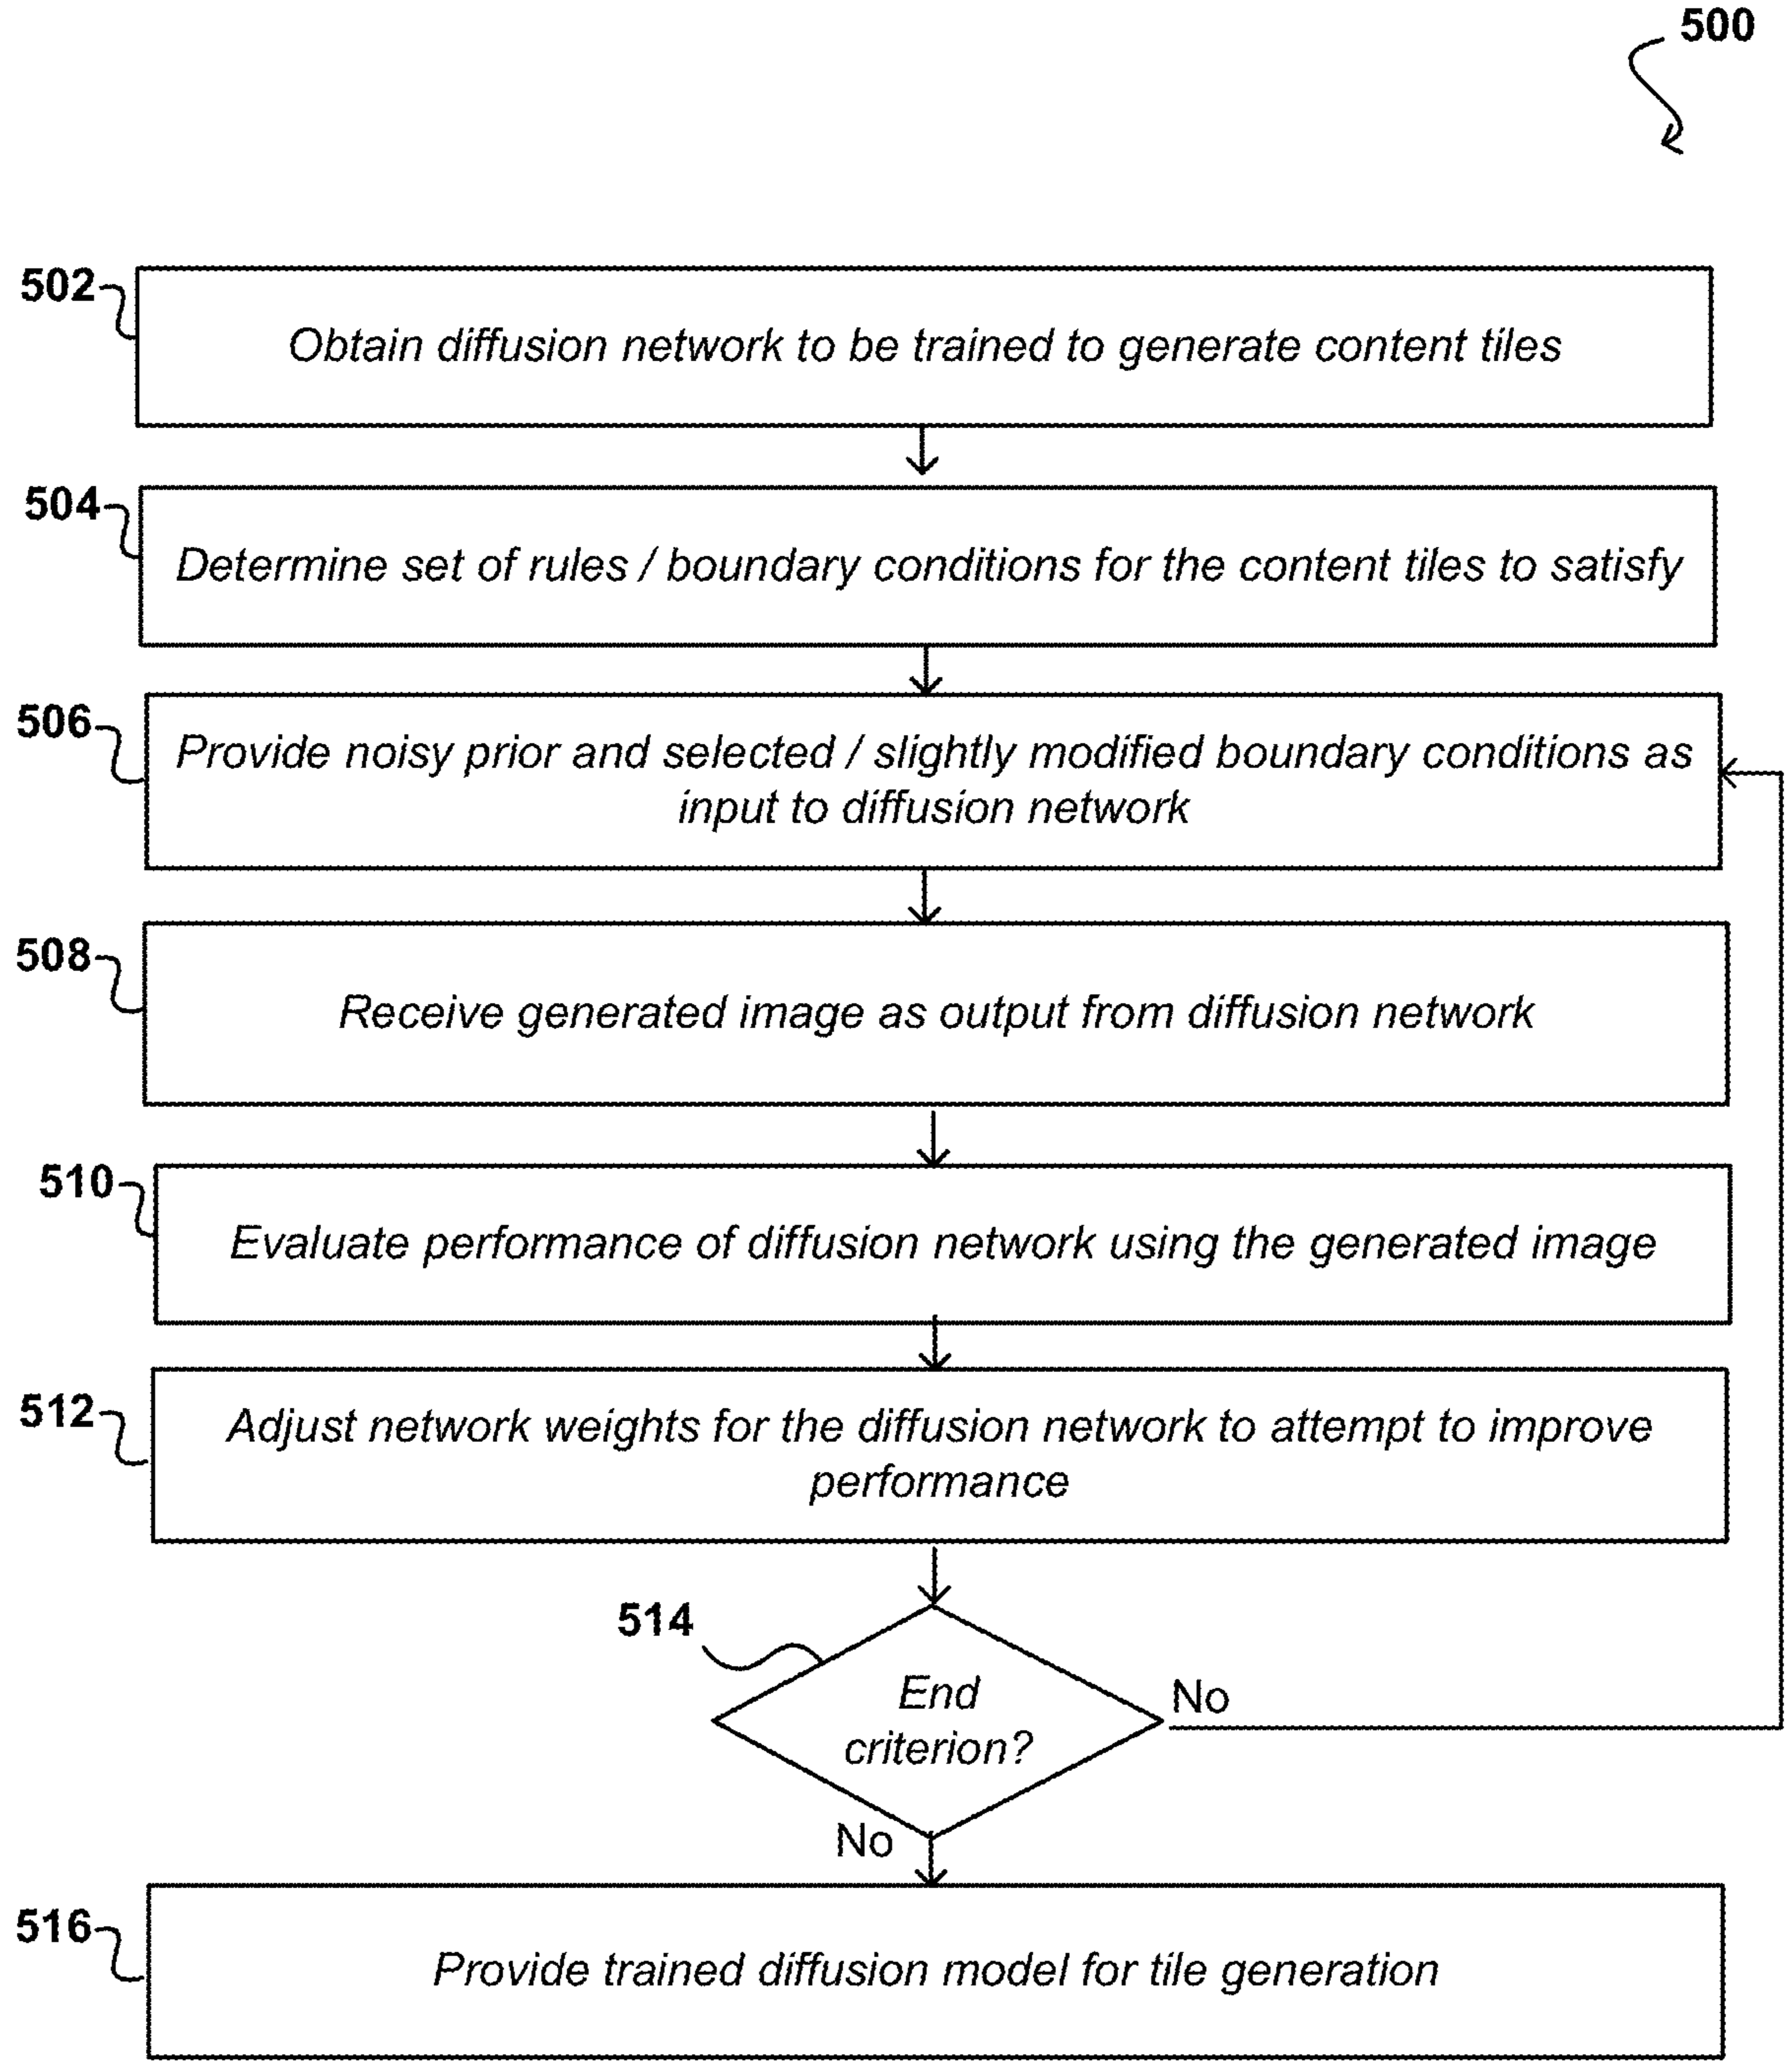 500
502
Obtain diffusion network to be trained to generate content tiles
504
Determine set of rules / boundary conditions for the content tiles to satisfy
506
Provide noisy prior and selected / slightly modified boundary conditions as
input to diffusion network
508
Receive generated image as output from diffusion network
510
Evaluate performance of diffusion network using the generated image
512
Adjust network weights for the diffusion network to attempt to improve
performance
514
End
criterion?
No
No
516
Provide trained diffusion model for tile generation